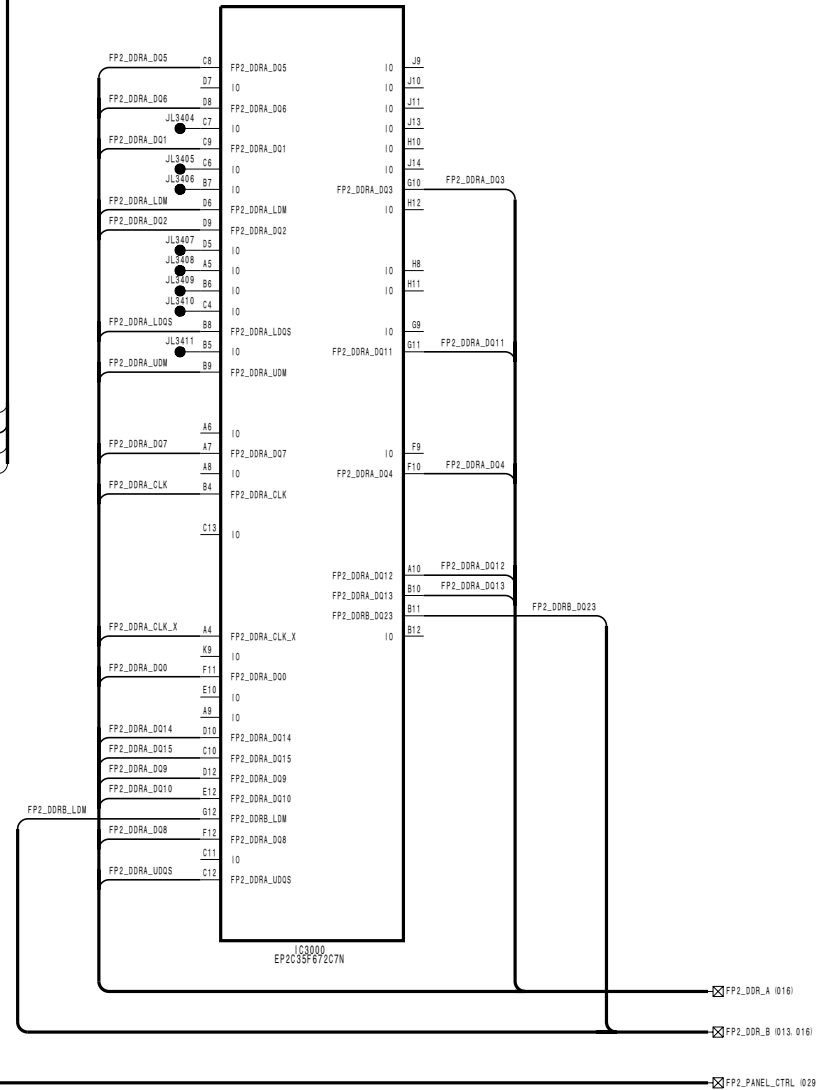 FP2_DDRA_DQ5 C8 FP2_DDRA_DQ5 IO J9
D7 IO IO J10
FP2_DDRA_DQ6 D8 FP2_DDRA_DQ6 IO J11
JL3404 C7 IO IO J13
FP2_DDRA_DQ1 C9 FP2_DDRA_DQ1 IO H10
JL3405 C6 IO IO J14
JL3406 B7 IO FP2_DDRA_DQ3 G10 FP2_DDRA_DQ3
FP2_DDRA_LDM D6 FP2_DDRA_LDM IO H12
FP2_DDRA_DQ2 D9 FP2_DDRA_DQ2
JL3407 D5 IO
JL3408 A5 IO IO H8
JL3409 B6 IO IO H11
JL3410 C4 IO
FP2_DDRA_LDQS B8 FP2_DDRA_LDQS IO G9
JL3411 B5 IO FP2_DDRA_DQ11 G11 FP2_DDRA_DQ11
FP2_DDRA_UDM B9 FP2_DDRA_UDM
A6 IO
FP2_DDRA_DQ7 A7 FP2_DDRA_DQ7 IO F9
A8 IO FP2_DDRA_DQ4 F10 FP2_DDRA_DQ4
FP2_DDRA_CLK B4 FP2_DDRA_CLK
C13 IO
FP2_DDRA_DQ12 A10 FP2_DDRA_DQ12
FP2_DDRA_DQ13 B10 FP2_DDRA_DQ13
FP2_DDRB_DQ23 B11 FP2_DDRB_DQ23
FP2_DDRA_CLK_X A4 FP2_DDRA_CLK_X IO B12
K9 IO
FP2_DDRA_DQ0 F11 FP2_DDRA_DQ0
E10 IO
A9 IO
FP2_DDRA_DQ14 D10 FP2_DDRA_DQ14
FP2_DDRA_DQ15 C10 FP2_DDRA_DQ15
FP2_DDRA_DQ9 D12 FP2_DDRA_DQ9
FP2_DDRA_DQ10 E12 FP2_DDRA_DQ10
FP2_DDRB_LDM G12 FP2_DDRB_LDM
FP2_DDRA_DQ8 F12 FP2_DDRA_DQ8
C11 IO
FP2_DDRA_UDQS C12 FP2_DDRA_UDQS
IC3000
EP2C35F672C7N
FP2_DDR_A (016)
FP2_DDR_B (013,016)
FP2_PANEL_CTRL (029